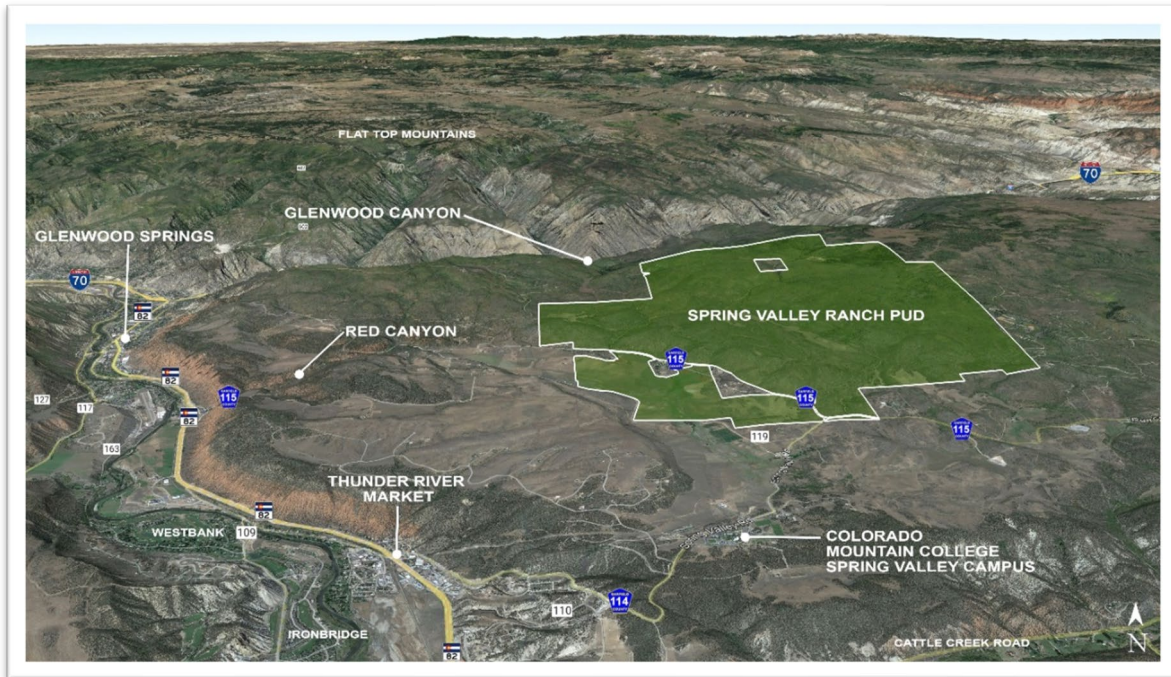 FLAT TOP MOUNTAINS
70
GLENWOOD CANYON
GLENWOOD SPRINGS
70
82
SPRING VALLEY RANCH PUD
RED CANYON
115
82
115
115
127
117
82
119
115
163
THUNDER RIVER
MARKET
82
WESTBANK
109
COLORADO
MOUNTAIN COLLEGE
SPRING VALLEY CAMPUS
114
110
IRONBRIDGE
82
CATTLE CREEK ROAD
N